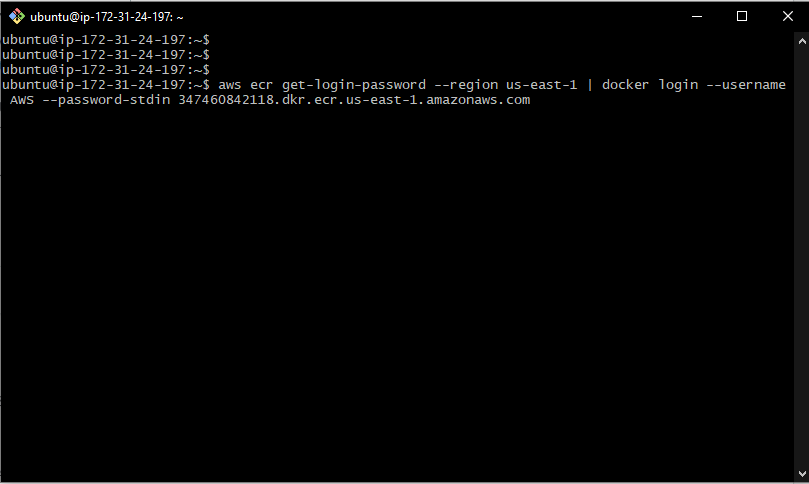 ubuntu@ip-172-31-24-197: ~
ubuntu@ip-172-31-24-197:~$
ubuntu@ip-172-31-24-197:~$
ubuntu@ip-172-31-24-197:~$
ubuntu@ip-172-31-24-197:~$ aws ecr get-login-password --region us-east-1 | docker login --username
AWS --password-stdin 347460842118.dkr.ecr.us-east-1.amazonaws.com